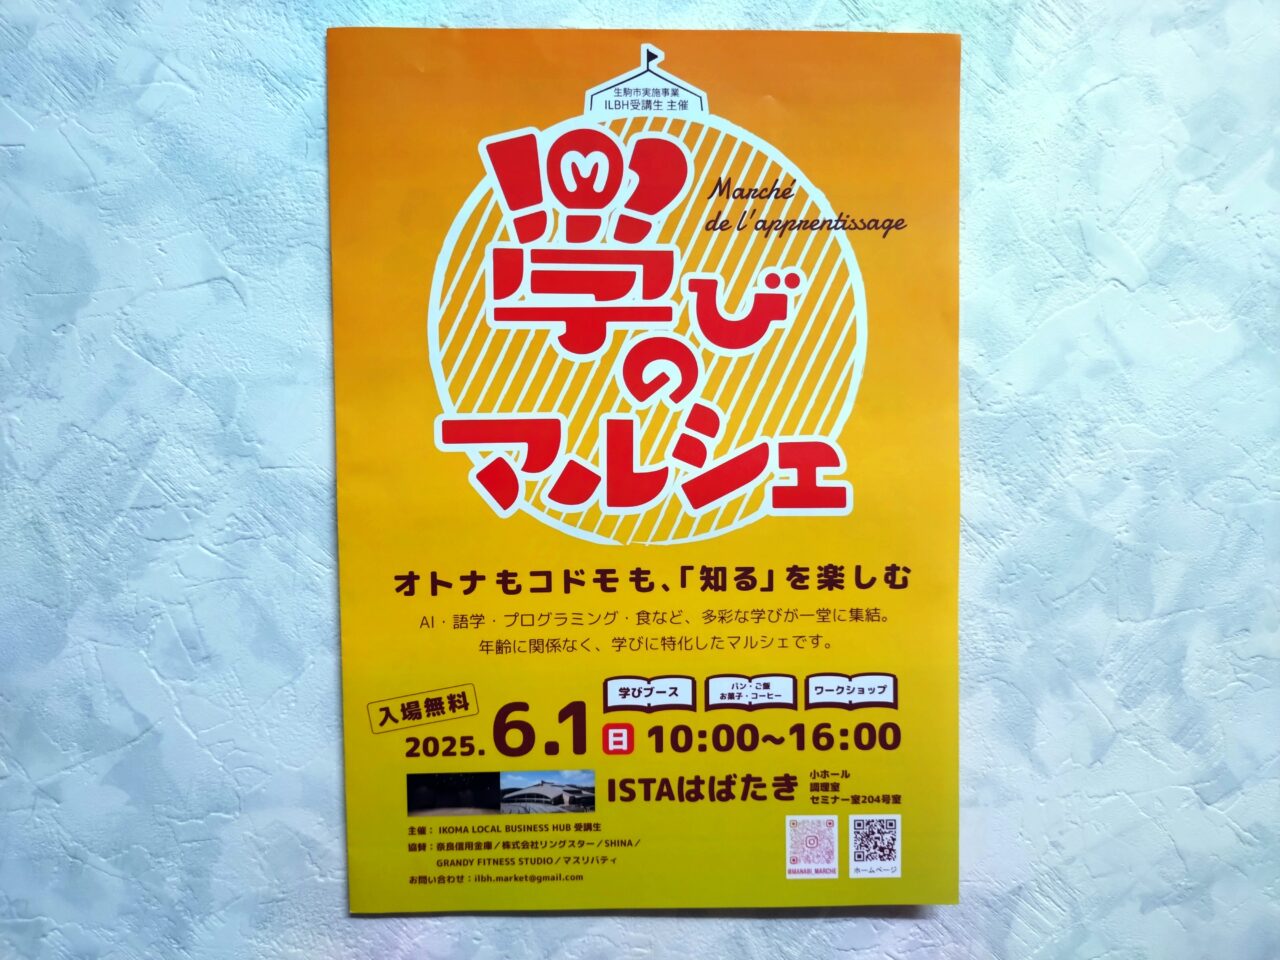 生駒市実施事業
ILBH受講生 主催
学びの
マルシェ
Marché
de l'apprentissage
オトナもコドモも、「知る」を楽しむ
AI・語学・プログラミング・食など、多彩な学びが一堂に集結。
年齢に関係なく、学びに特化したマルシェです。
学びブース
パン・ご飯
お菓子・コーヒー
ワークショップ
入場無料
2025. 6.1 日 10:00~16:00
ISTAはばたき
小ホール
調理室
セミナー室204号室
主催： IKOMA LOCAL BUSINESS HUB 受講生
協賛：奈良信用金庫／株式会社リングスター／SHINA／
GRANDY FITNESS STUDIO／マスリパティ
お問い合わせ：ilbh.market@gmail.com
@MANABI_MARCHE
ホームページ